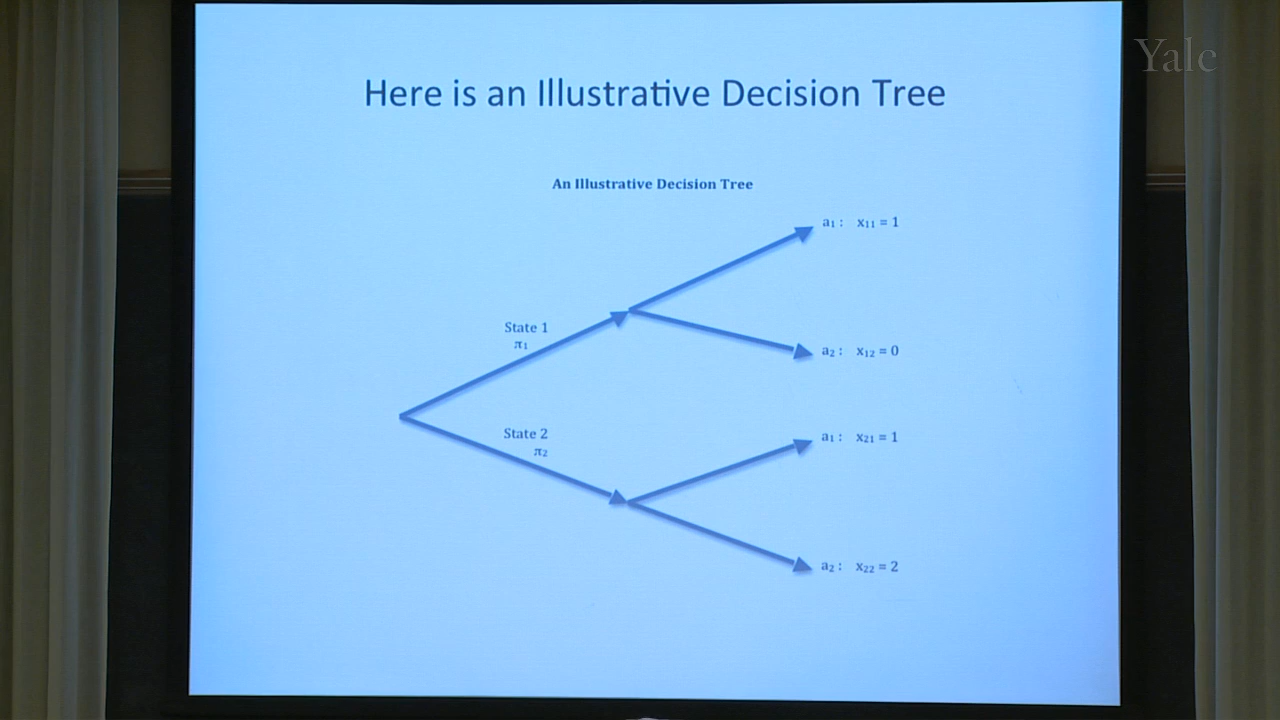 Yale
Here is an Illustrative Decision Tree
An Illustrative Decision Tree
a₁ : x₁₁ = 1
State 1
π₁
a₂ : x₁₂ = 0
State 2
π₂
a₁ : x₂₁ = 1
a₂ : x₂₂ = 2